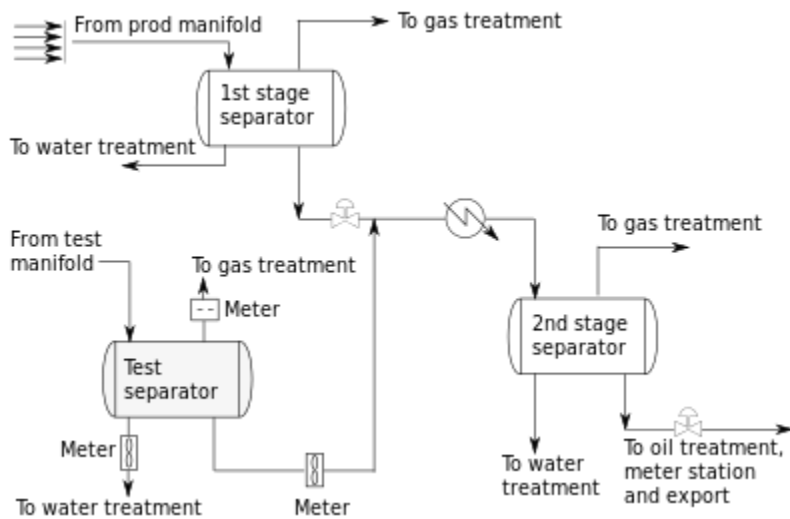 From prod manifold
To gas treatment
1st stage
separator
To water treatment
From test
manifold
To gas treatment
To gas treatment
Meter
2nd stage
separator
Test
separator
Meter
To water treatment
Meter
To water
treatment
To oil treatment,
meter station
and export